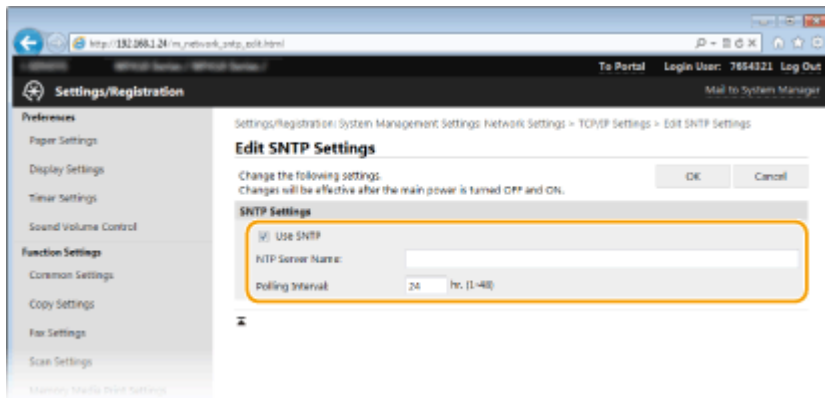 http://192.168.1.24/m_network_sntp_edit.html
To Portal Login User: 7654321 Log Out
Settings/Registration
Mail to System Manager
Preferences
Paper Settings
Display Settings
Timer Settings
Sound Volume Control
Function Settings
Common Settings
Copy Settings
Fax Settings
Scan Settings
Memory Media Print Settings
Settings/Registration: System Management Settings: Network Settings > TCP/IP Settings > Edit SNTP Settings
Edit SNTP Settings
Change the following settings.
Changes will be effective after the main power is turned OFF and ON.
OK Cancel
SNTP Settings
Use SNTP
NTP Server Name:
Polling Interval: 24 hr. (1-48)